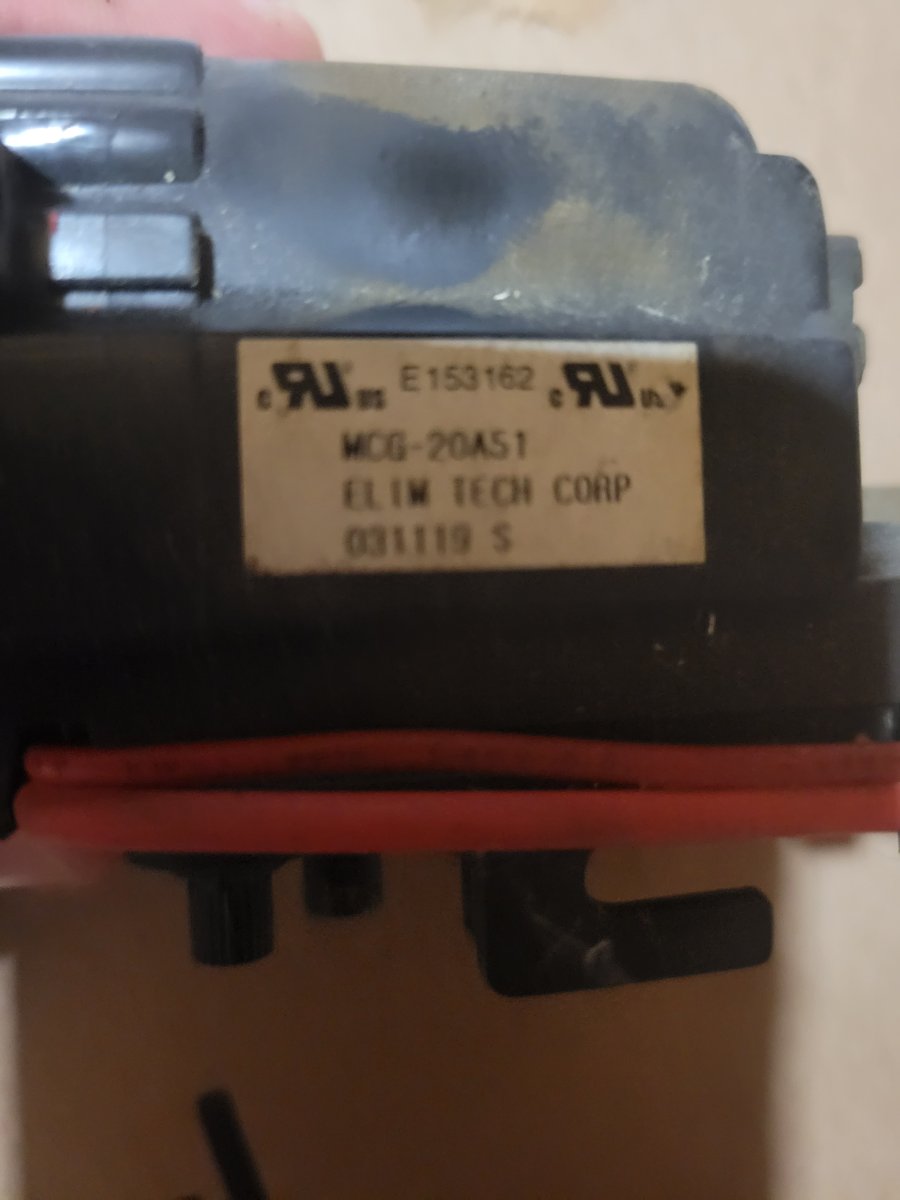 E153162
MCG-20A51
ELIM TECH CORP
031119 S